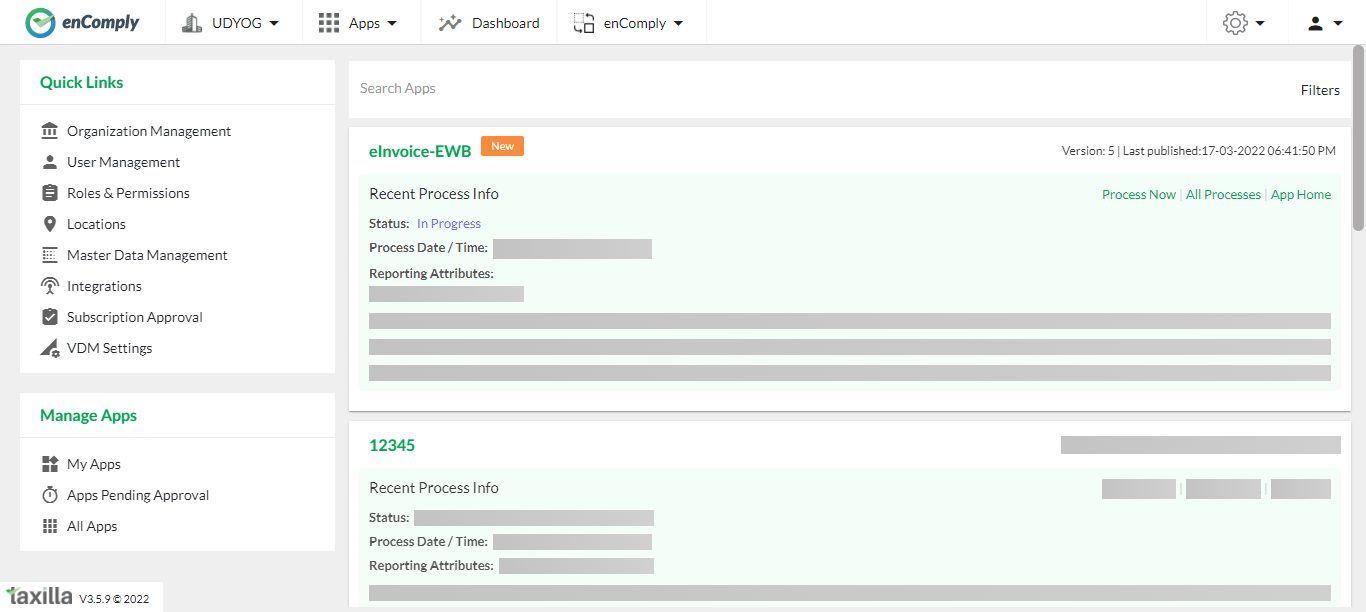 enComply
UDYOG
Apps
Dashboard
enComply
Quick Links
Organization Management
User Management
Roles & Permissions
Locations
Master Data Management
Integrations
Subscription Approval
VDM Settings
Manage Apps
My Apps
Apps Pending Approval
All Apps
taxilla V3.5.9 © 2022
Search Apps
Filters
eInvoice-EWB New
Version: 5 | Last published:17-03-2022 06:41:50 PM
Recent Process Info
Process Now | All Processes | App Home
Status: In Progress
Process Date / Time:
Reporting Attributes:
12345
Recent Process Info
Status:
Process Date / Time:
Reporting Attributes: